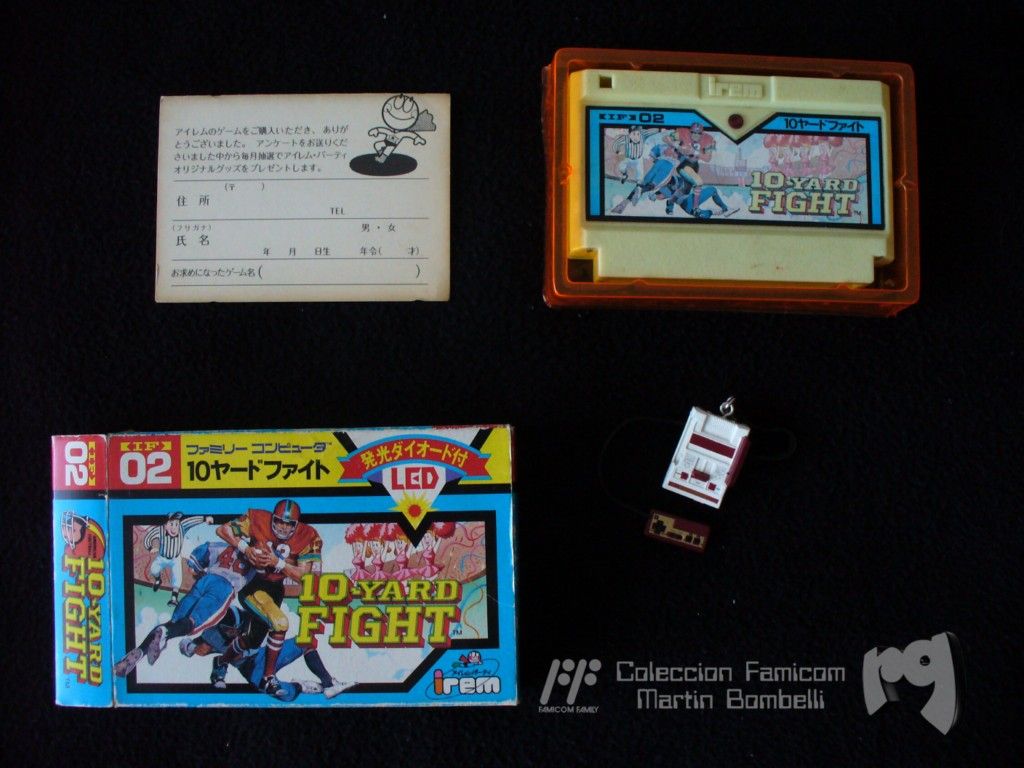 アイレムのゲームをご購入いただき、ありが
とうございました。 アンケートをお送りくだ
さいました中から毎月抽選でアイレム・パーティ
オリジナルグッズをプレゼントします。
(〒 )
住 所
TEL
(フリガナ)
男・女
氏 名
年 月 日生 年令( 才)
お求めになったゲーム名( )
irem
IF 02
10ヤードファイト
10-YARD
FIGHT™
IF
02
10-YARD
FIGHT™
IF
02
ファミリー コンピュータ™
10ヤードファイト
発光ダイオード付
LED
10-YARD
FIGHT™
irem
FAMICOM FAMILY
Coleccion Famicom
Martin Bombelli